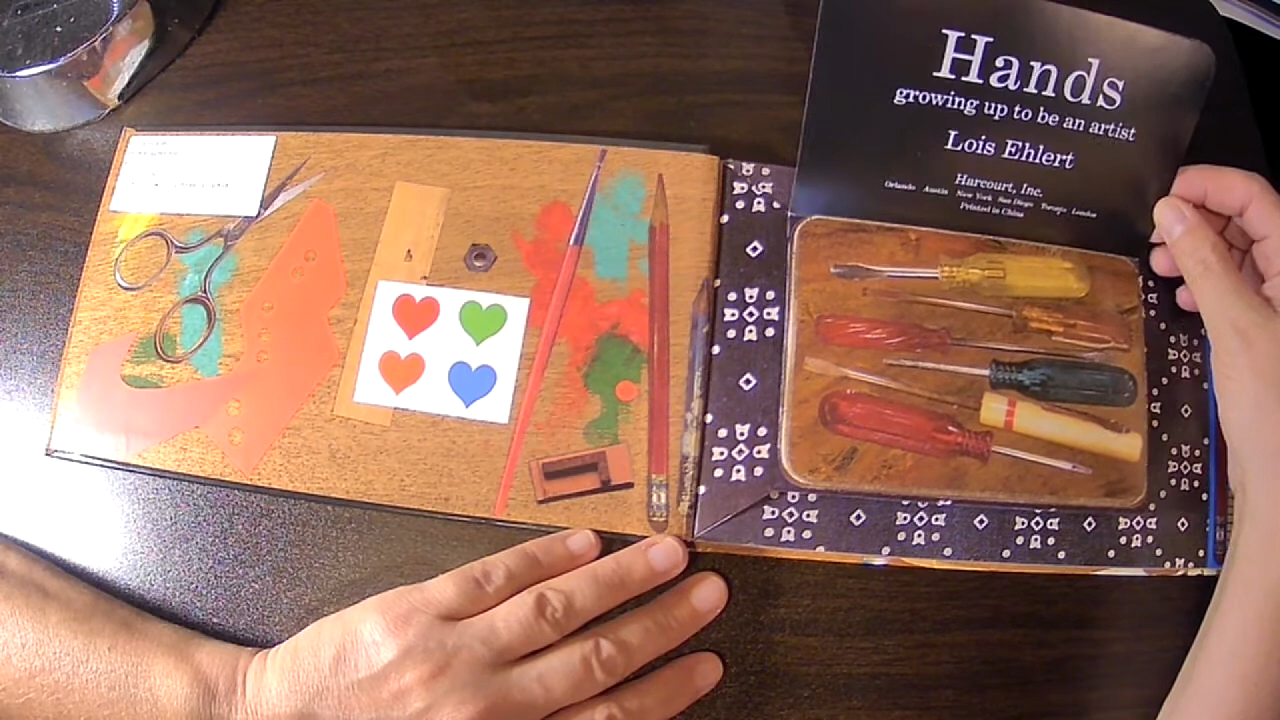 Hands
growing up to be an artist
Lois Ehlert
Harcourt, Inc.
Orlando Austin New York San Diego Toronto London
Printed in China